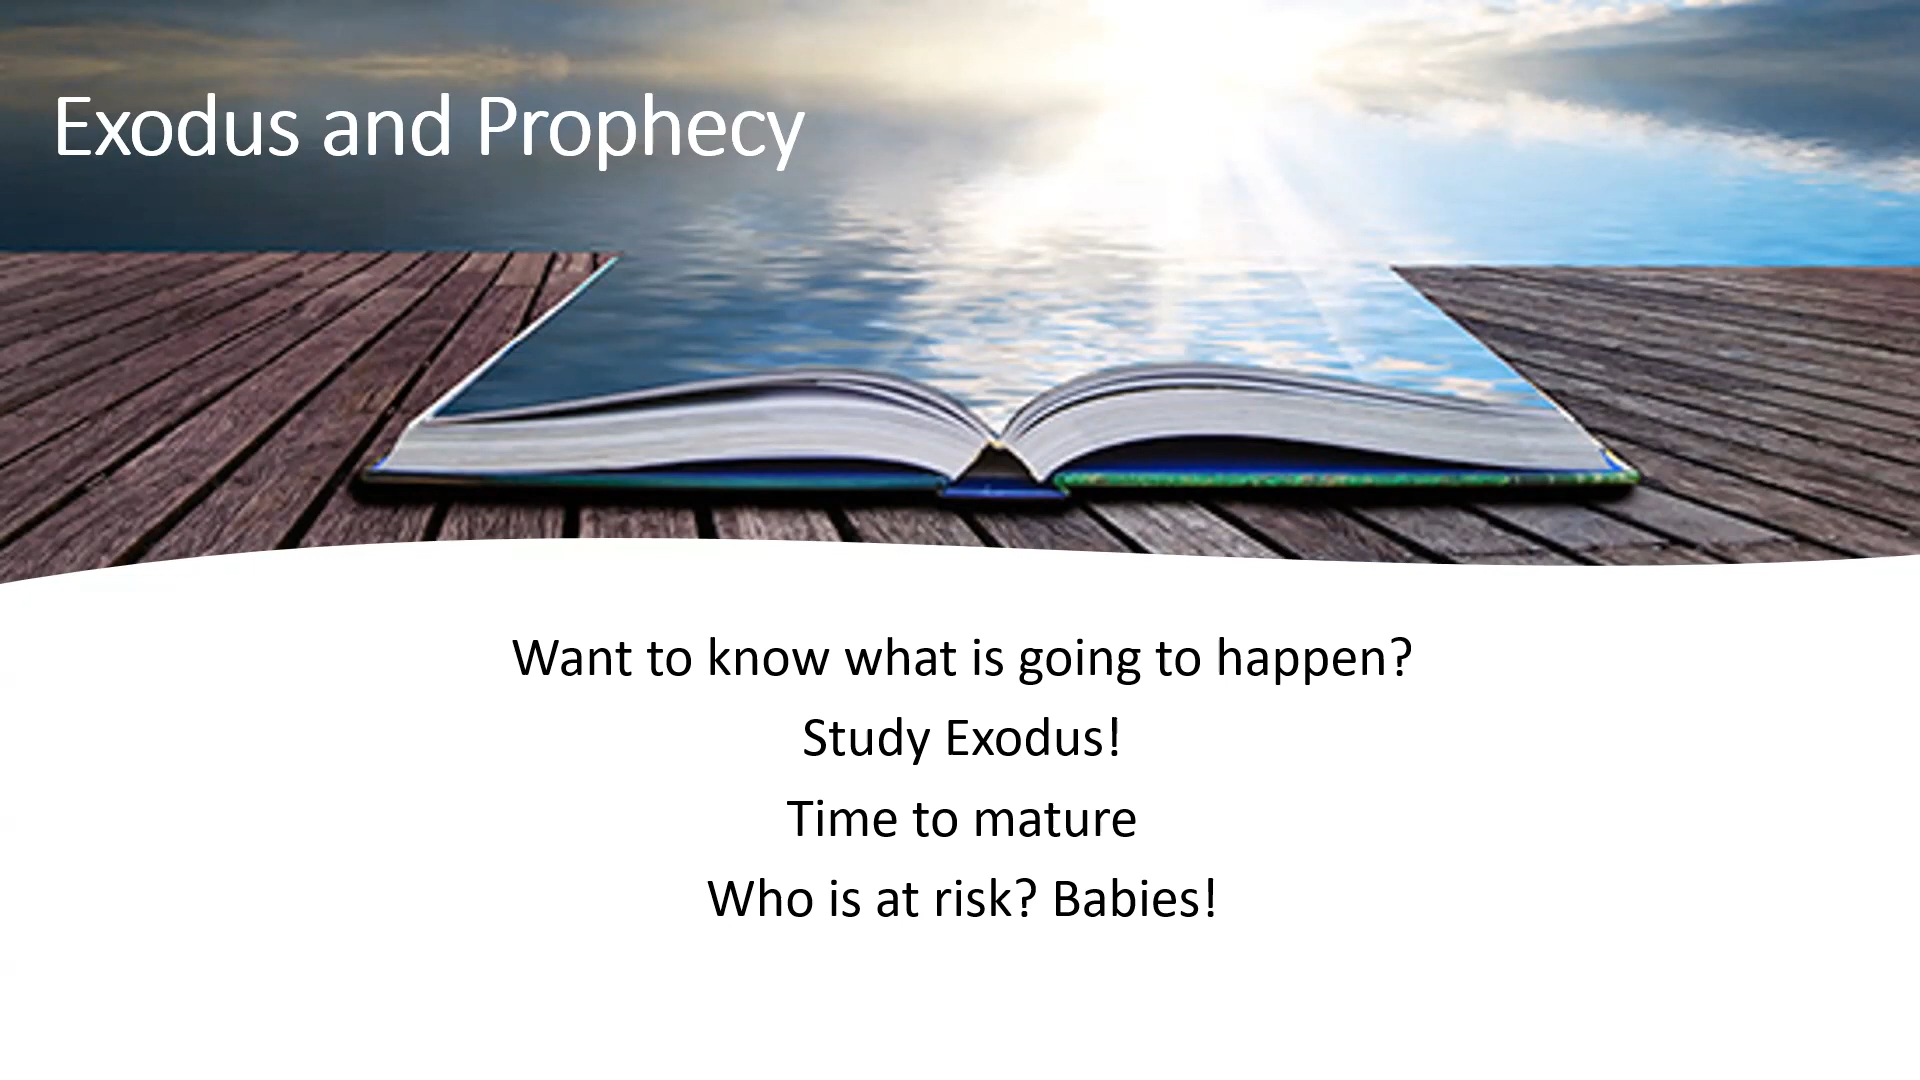 Exodus and Prophecy
Want to know what is going to happen?
Study Exodus!
Time to mature
Who is at risk? Babies!